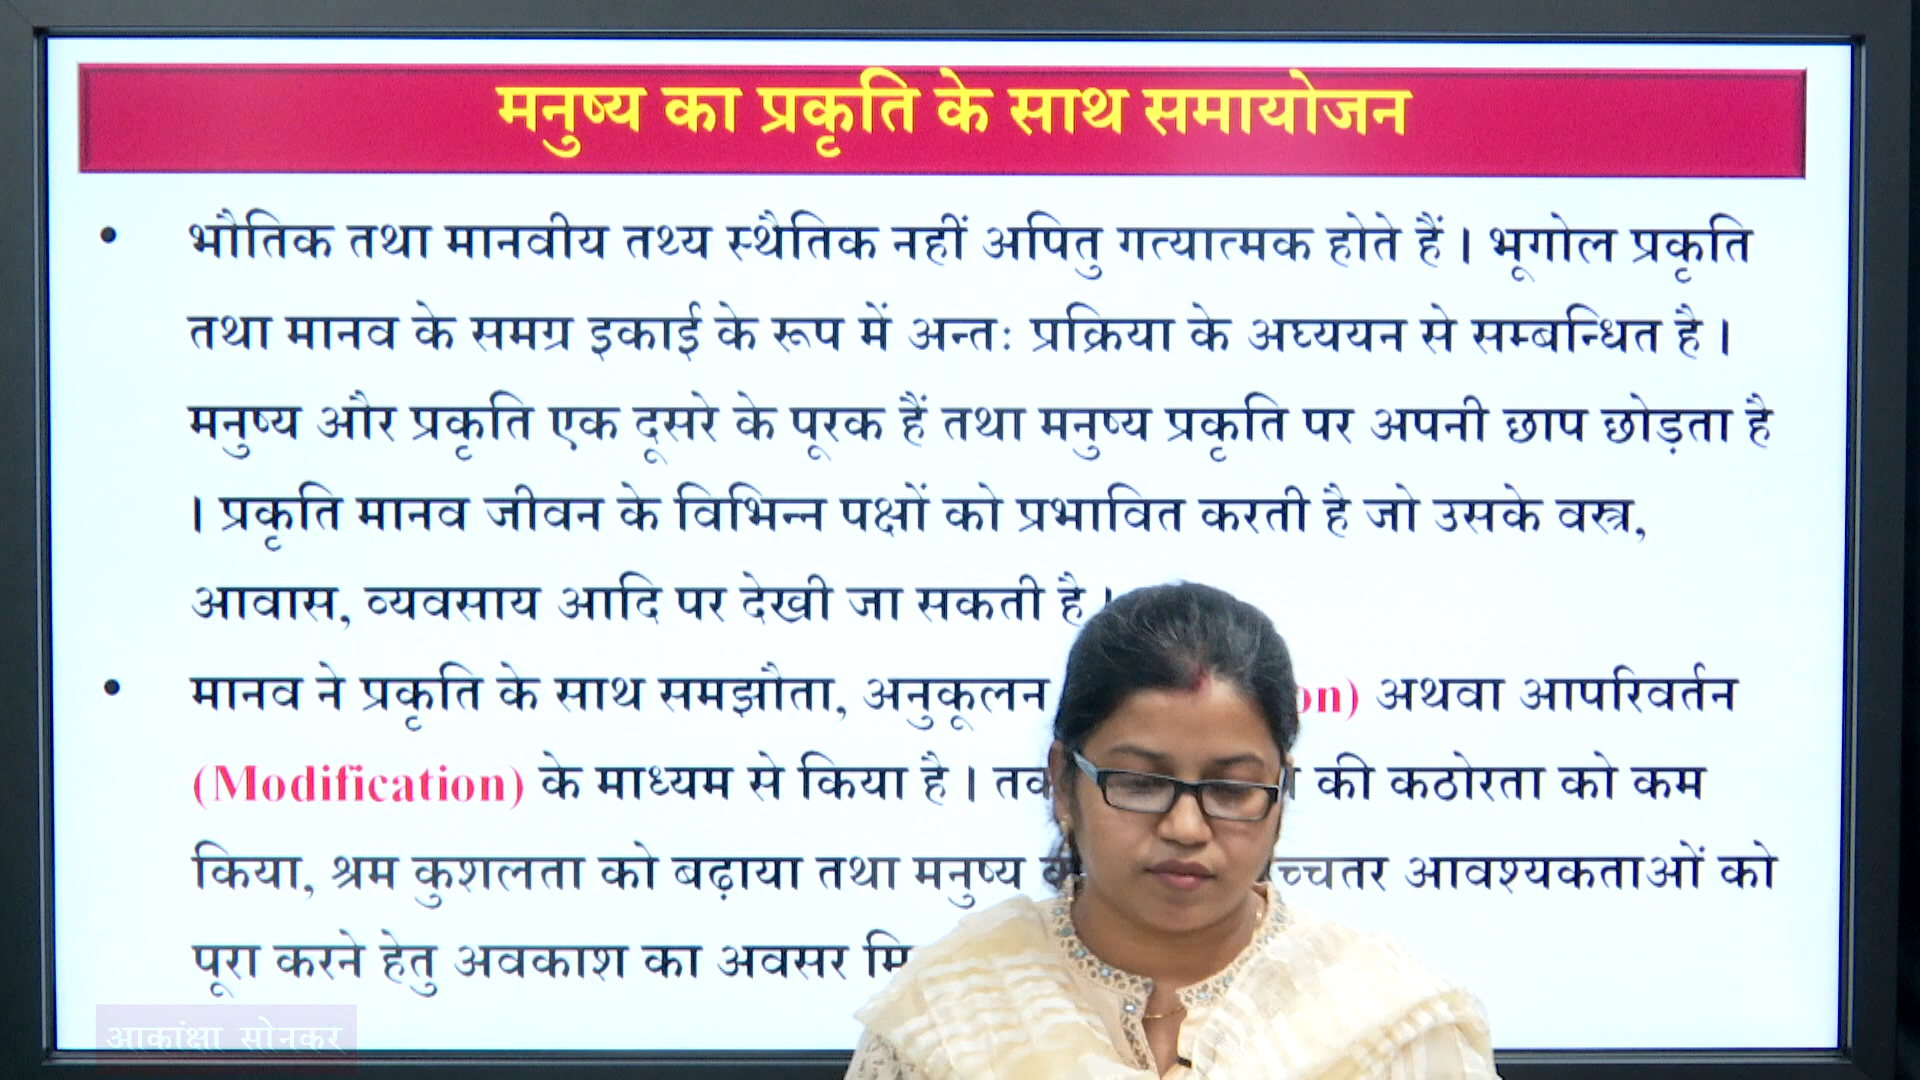 मनुष्य का प्रकृति के साथ समायोजन
• भौतिक तथा मानवीय तथ्य स्थैतिक नहीं अपितु गत्यात्मक होते हैं। भूगोल प्रकृति
तथा मानव के समग्र इकाई के रूप में अन्तः प्रक्रिया के अघ्ययन से सम्बन्धित है।
मनुष्य और प्रकृति एक दूसरे के पूरक हैं तथा मनुष्य प्रकृति पर अपनी छाप छोड़ता है
। प्रकृति मानव जीवन के विभिन्न पक्षों को प्रभावित करती है जो उसके वस्त्र,
आवास, व्यवसाय आदि पर देखी जा सकती है।
• मानव ने प्रकृति के साथ समझौता, अनुकूलन अथवा आपरिवर्तन
(Modification) के माध्यम से किया है। की कठोरता को कम
किया, श्रम कुशलता को बढ़ाया तथा मनुष्य आवश्यकताओं को
पूरा करने हेतु अवकाश का अवसर
आकांक्षा सोनकर